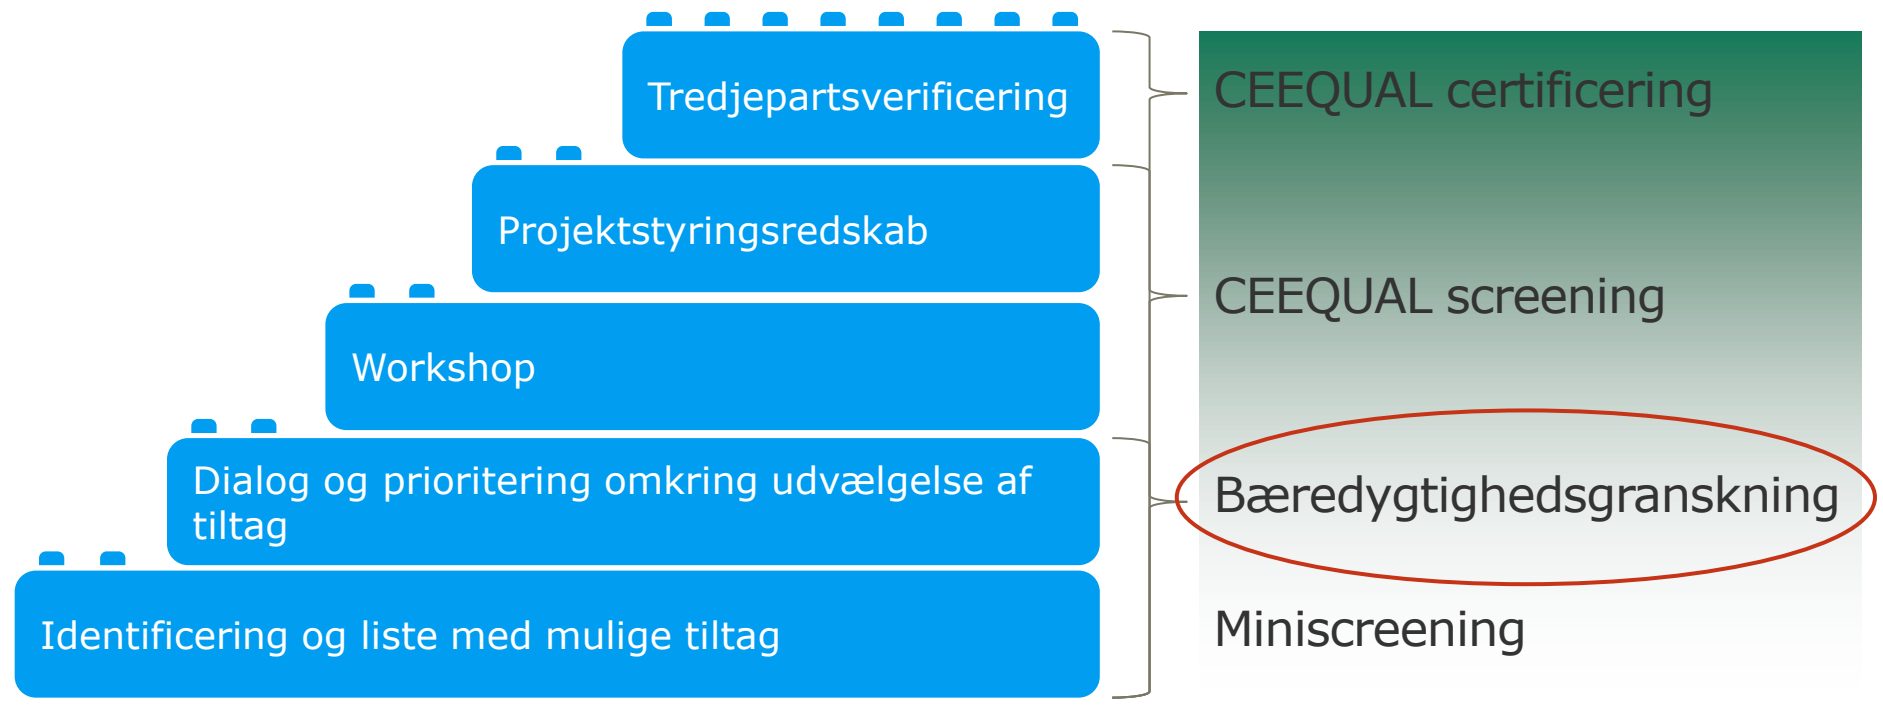 Tredjepartsverificering
CEEQUAL certificering
Projektstyringsredskab
CEEQUAL screening
Workshop
Dialog og prioritering omkring udvælgelse af
tiltag
Bæredygtighedsgranskning
Identificering og liste med mulige tiltag
Miniscreening